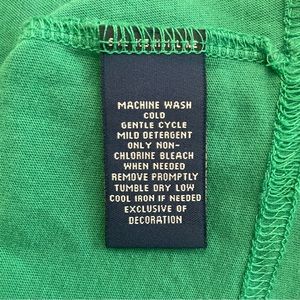 MACHINE WASH
COLD
GENTLE CYCLE
MILD DETERGENT
ONLY NON-
CHLORINE BLEACH
WHEN NEEDED
REMOVE PROMPTLY
TUMBLE DRY LOW
COOL IRON IF NEEDED
EXCLUSIVE OF
DECORATION